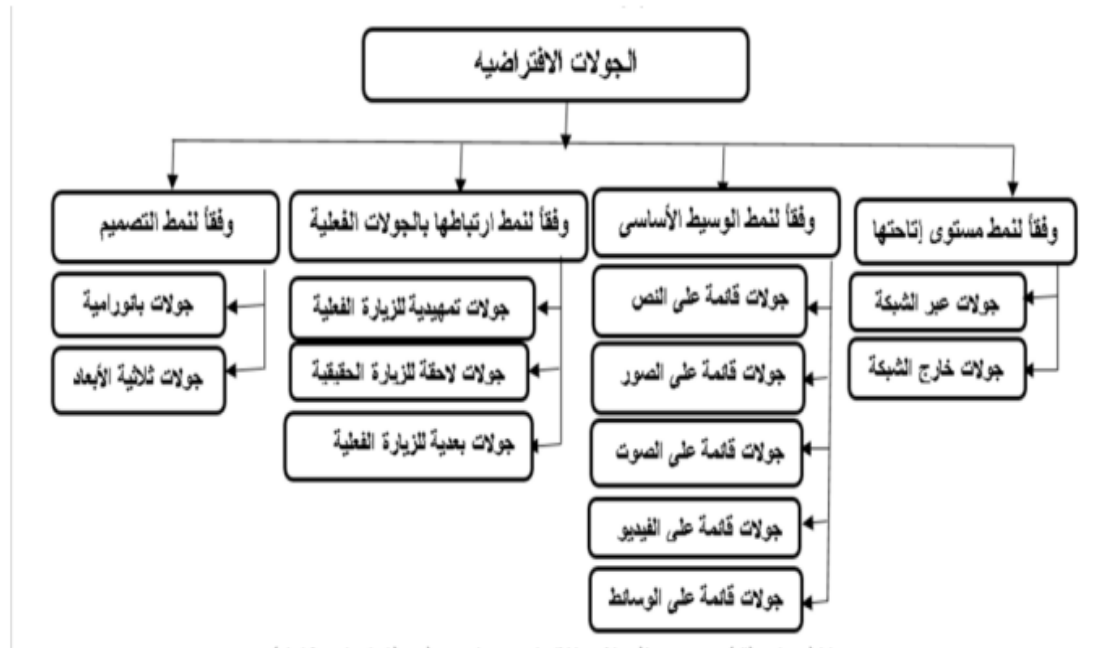 الجولات الافتراضيه
وفقاً لنمط مستوى إتاحتها
جولات عبر الشبكة
جولات خارج الشبكة
وفقاً لنمط الوسيط الأساسى
جولات قائمة على النص
جولات قائمة على الصور
جولات قائمة على الصوت
جولات قائمة على الفيديو
جولات قائمة على الوسائط
وفقاً لنمط ارتباطها بالجولات الفعلية
جولات تمهيدية للزيارة الفعلية
جولات لاحقة للزيارة الحقيقية
جولات بعدية للزيارة الفعلية
وفقاً لنمط التصميم
جولات بانورامية
جولات ثلاثية الأبعاد